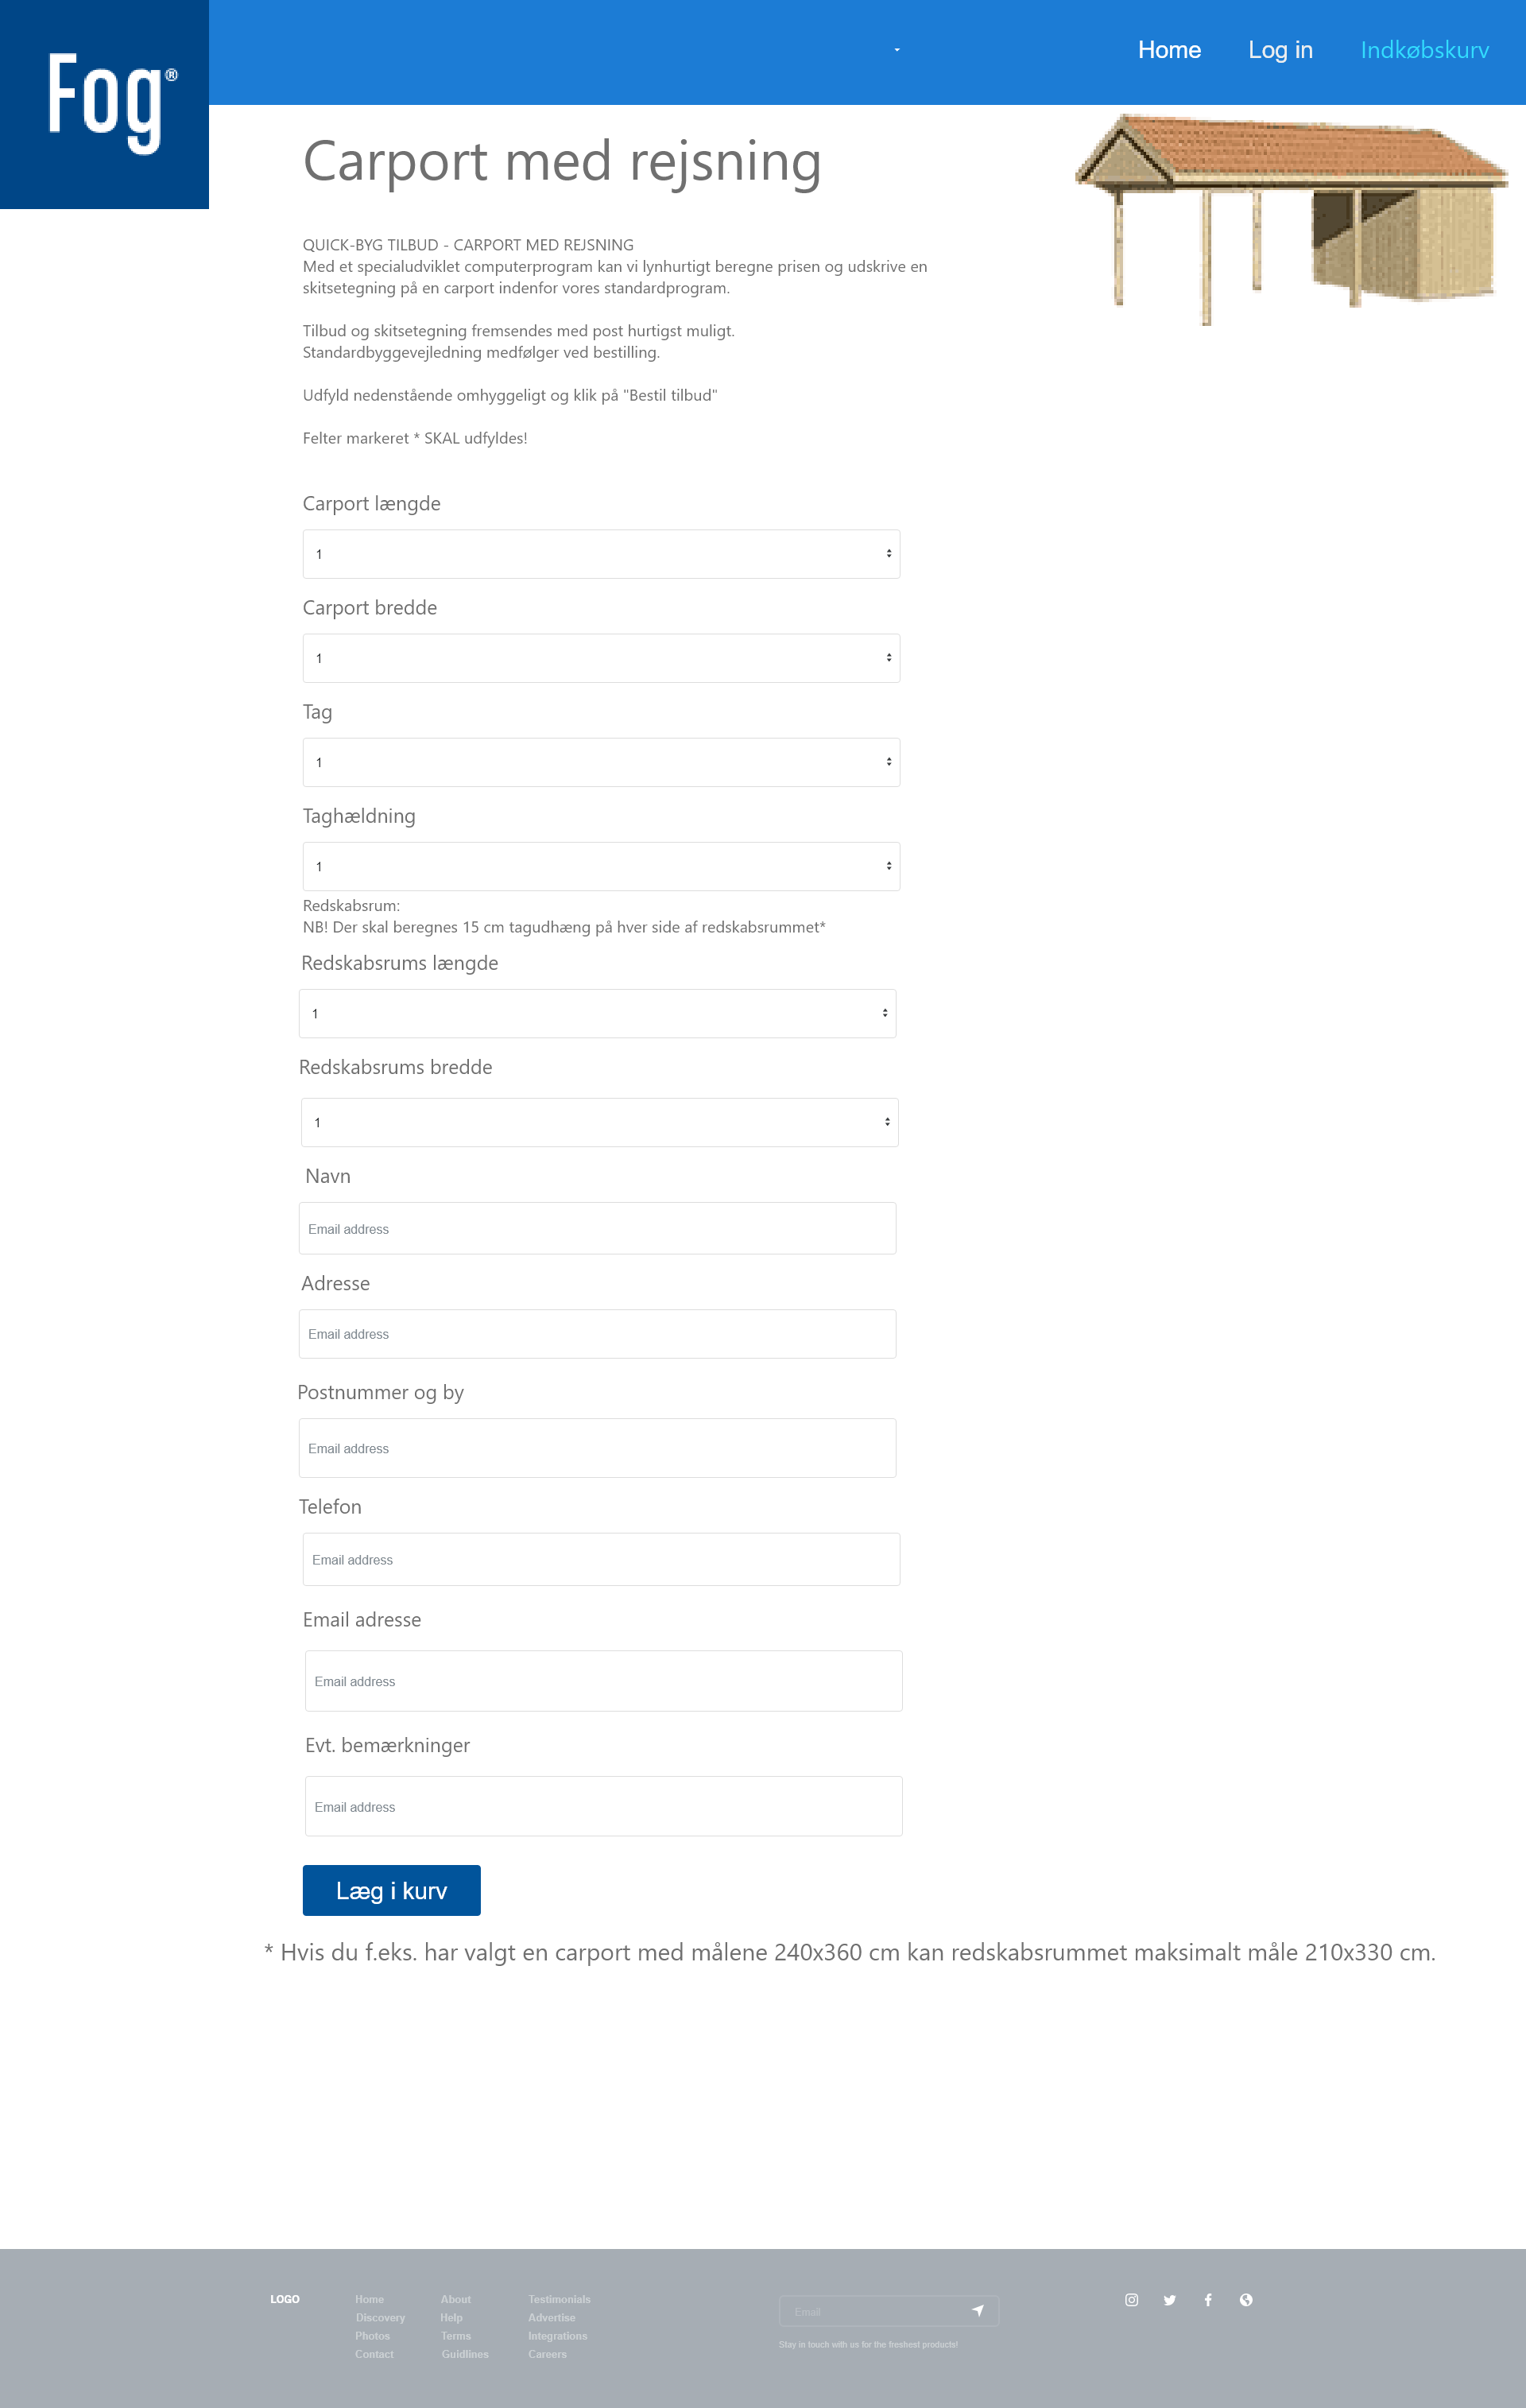 Fog®
Home
Log in
Indkøbskurv
Carport med rejsning
QUICK-BYG TILBUD - CARPORT MED REJSNING
Med et specialudviklet computerprogram kan vi lynhurtigt beregne prisen og udskrive en
skitsetegning på en carport indenfor vores standardprogram.
Tilbud og skitsetegning fremsendes med post hurtigst muligt.
Standardbyggevejledning medfølger ved bestilling.
Udfyld nedenstående omhyggeligt og klik på "Bestil tilbud"
Felter markeret * SKAL udfyldes!
Carport længde
1
Carport bredde
1
Tag
1
Taghældning
1
Redskabsrum:
NB! Der skal beregnes 15 cm tagudhæng på hver side af redskabsrummet*
Redskabsrums længde
1
Redskabsrums bredde
1
Navn
Email address
Adresse
Email address
Postnummer og by
Email address
Telefon
Email address
Email adresse
Email address
Evt. bemærkninger
Email address
Læg i kurv
* Hvis du f.eks. har valgt en carport med målene 240x360 cm kan redskabsrummet maksimalt måle 210x330 cm.
LOGO
Home
Discovery
Photos
Contact
About
Help
Terms
Guidlines
Testimonials
Advertise
Integrations
Careers
Email
Stay in touch with us for the freshest products!